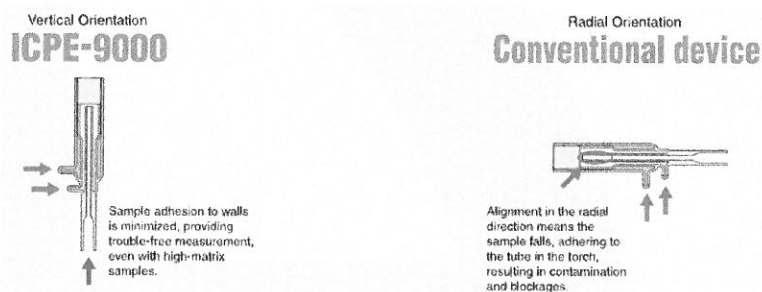 Vertical Orientation
ICPE-9000
Sample adhesion to walls
is minimized, providing
trouble-free measurement,
even with high-matrix
samples.
Radial Orientation
Conventional device
Alignment in the radial
direction means the
sample falls, adhering to
the tube in the torch,
resulting in contamination
and blockages.